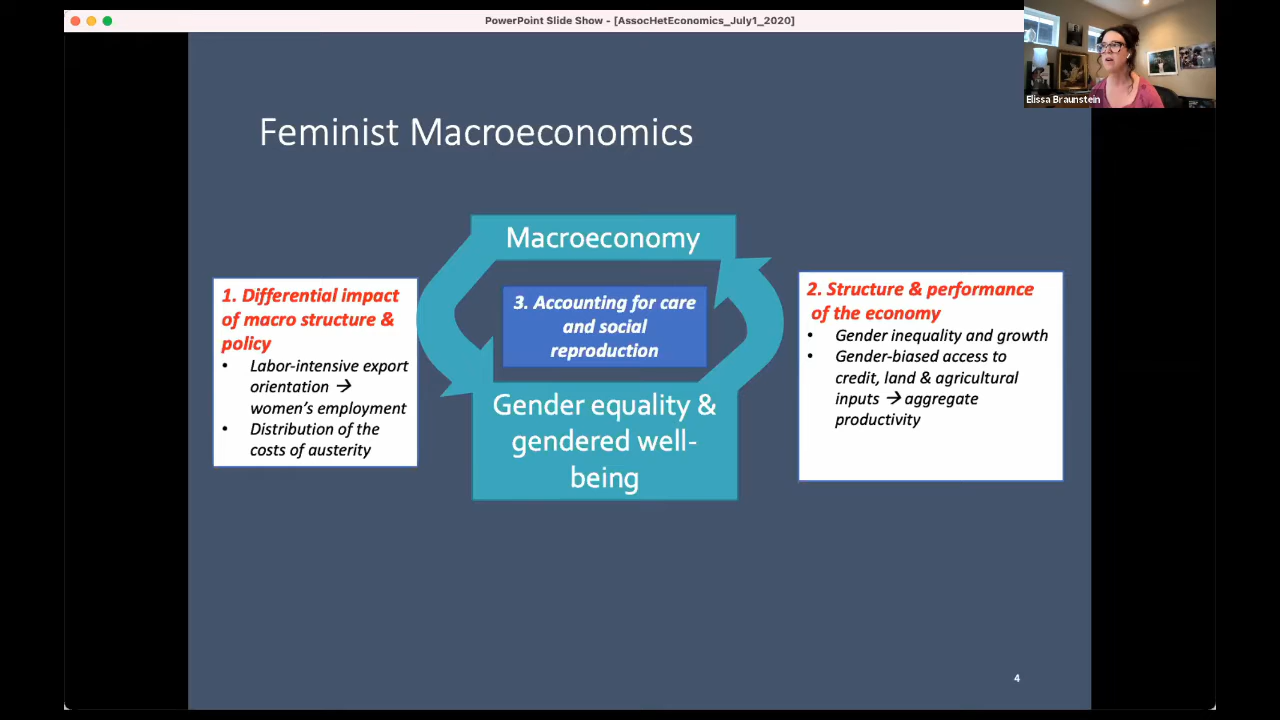 PowerPoint Slide Show - [AssocHetEconomics_July1_2020]
Elissa Braunstein
Feminist Macroeconomics
Macroeconomy
1. Differential impact
of macro structure &
policy
• Labor-intensive export
orientation →
women’s employment
• Distribution of the
costs of austerity
3. Accounting for care
and social
reproduction
2. Structure & performance
of the economy
• Gender inequality and growth
• Gender-biased access to
credit, land & agricultural
inputs → aggregate
productivity
Gender equality &
gendered well-
being
4